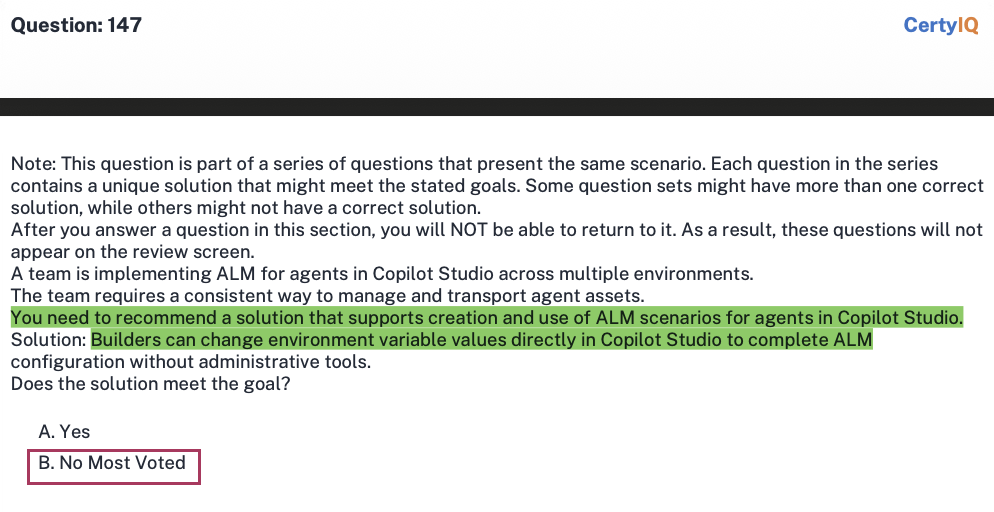 Question: 147
CertyIQ
Note: This question is part of a series of questions that present the same scenario. Each question in the series
contains a unique solution that might meet the stated goals. Some question sets might have more than one correct
solution, while others might not have a correct solution.
After you answer a question in this section, you will NOT be able to return to it. As a result, these questions will not
appear on the review screen.
A team is implementing ALM for agents in Copilot Studio across multiple environments.
The team requires a consistent way to manage and transport agent assets.
You need to recommend a solution that supports creation and use of ALM scenarios for agents in Copilot Studio.
Solution: Builders can change environment variable values directly in Copilot Studio to complete ALM
configuration without administrative tools.
Does the solution meet the goal?
A. Yes
B. No Most Voted